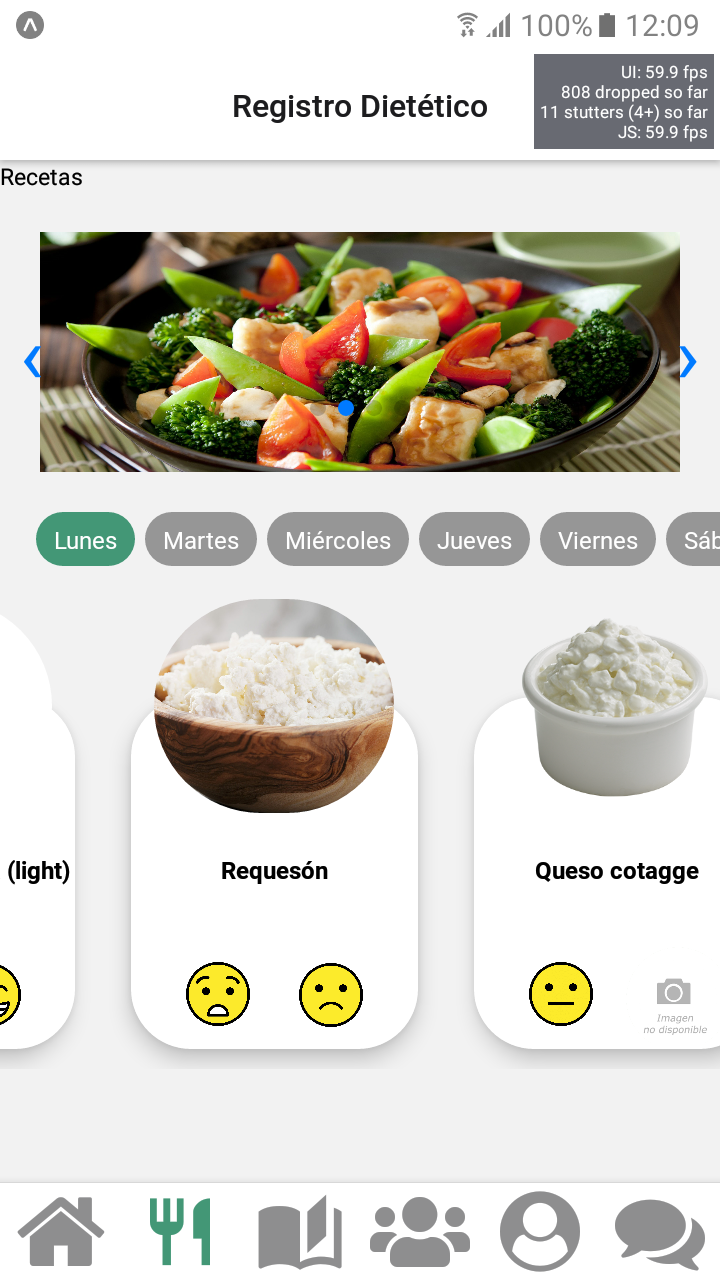 100% 12:09
Registro Dietético
UI: 59.9 fps
808 dropped so far
11 stutters (4+) so far
JS: 59.9 fps
Recetas
Lunes Martes Miércoles Jueves Viernes Sáb
(light) Requesón Queso cotagge
Imagen
no disponible